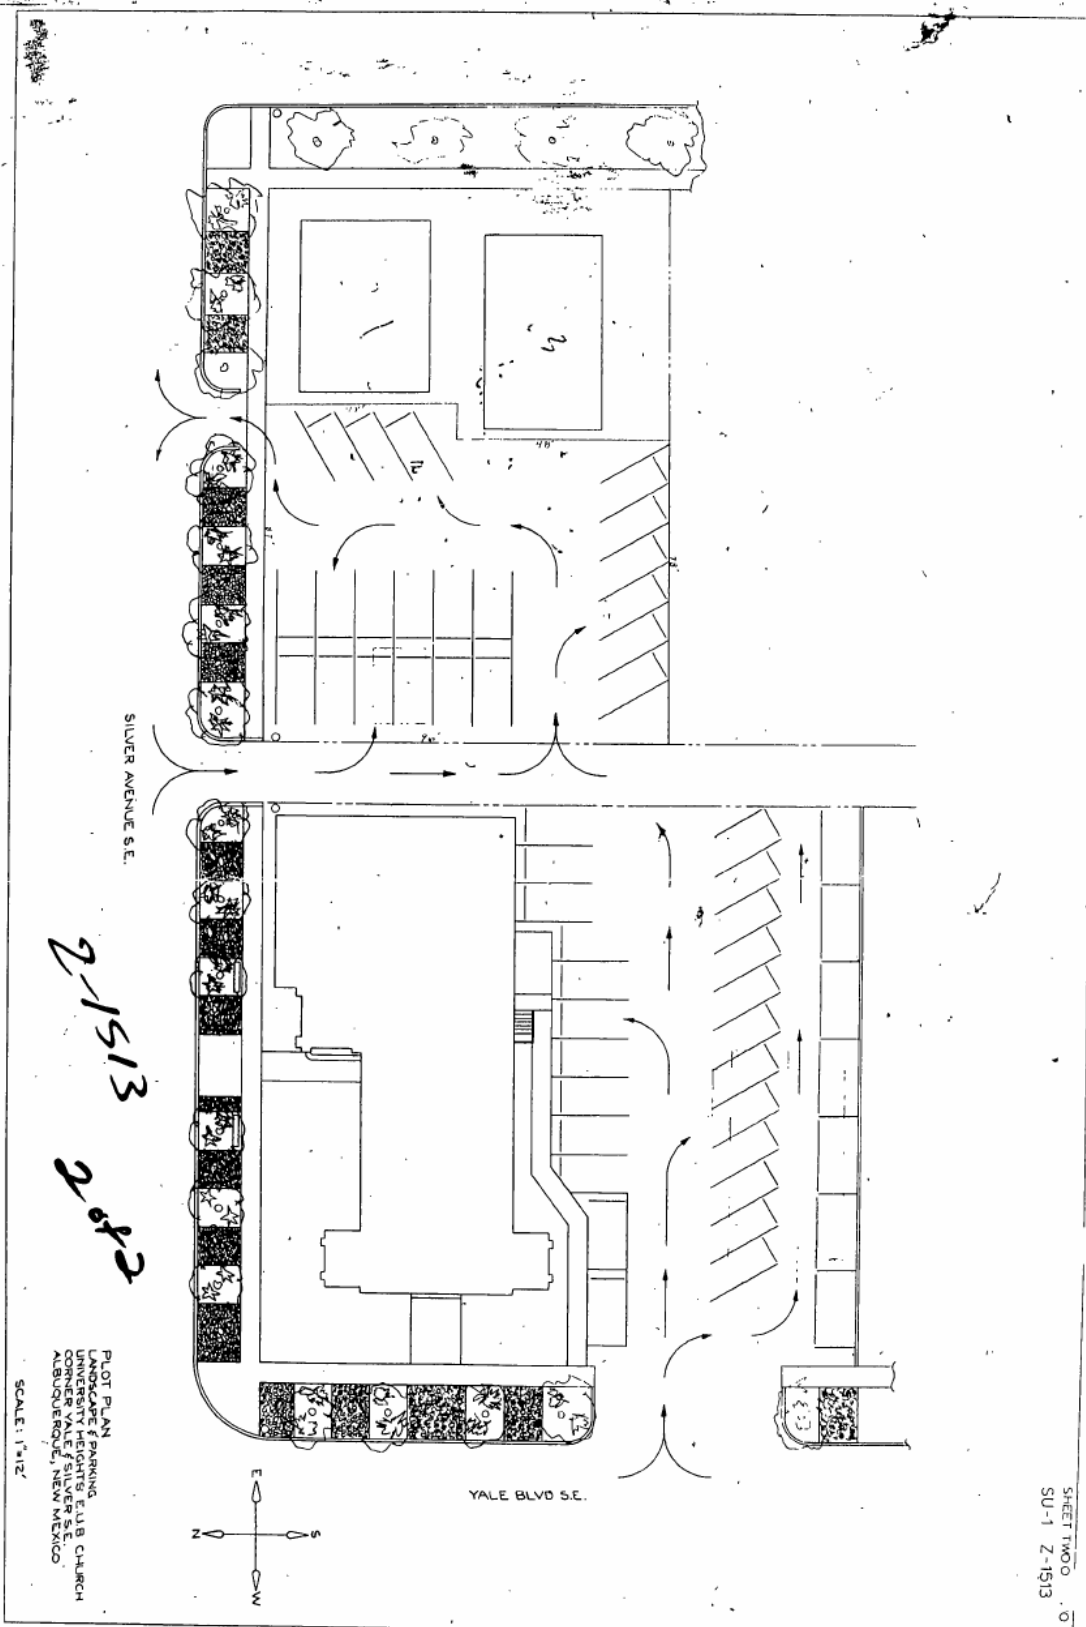 SILVER AVENUE S.E.
YALE BLVD S.E.
Z-1513
2 of 2
PLOT PLAN
LANDSCAPE & PARKING
UNIVERSITY HEIGHTS E.U.B CHURCH
CORNER YALE & SILVER S.E.
ALBUQUERQUE, NEW MEXICO
SCALE: 1"=12'
E
N
S
W
SHEET TWO
SU-1 Z-1513